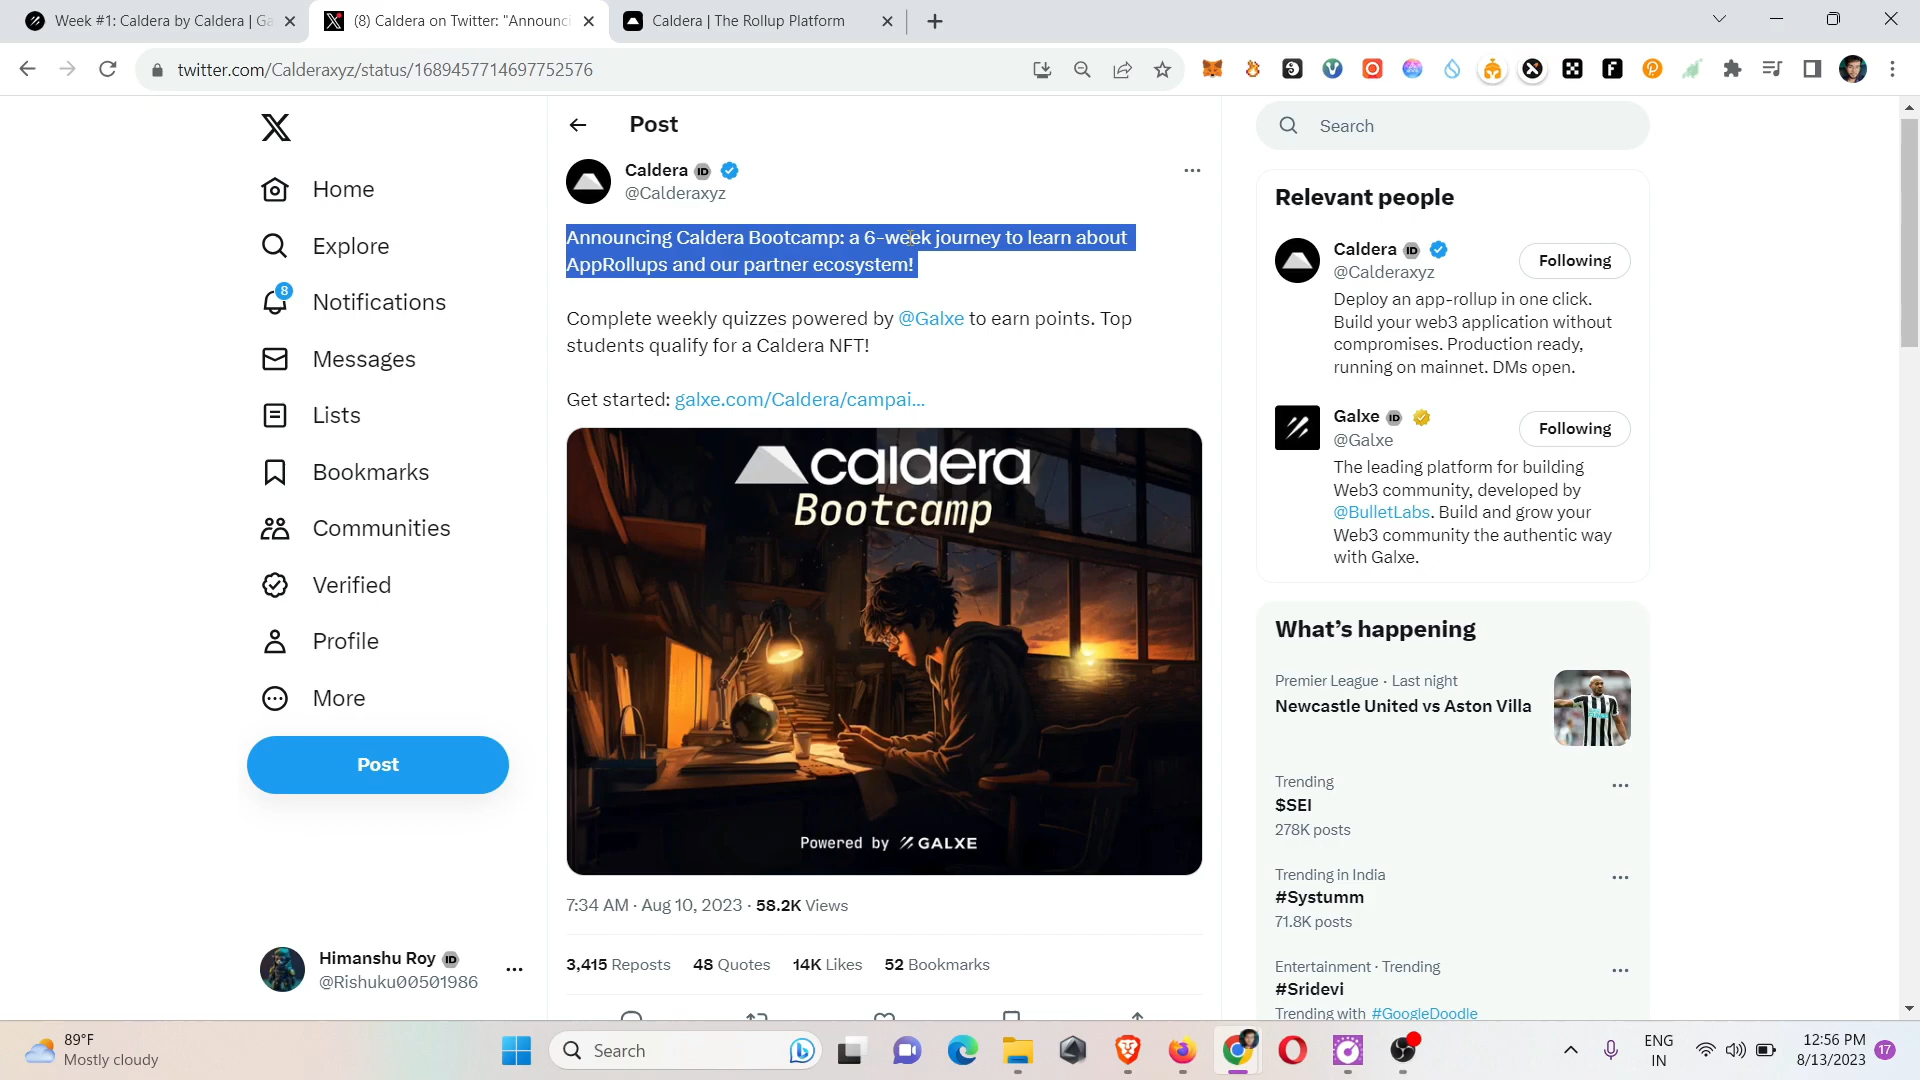 Week #1: Caldera by Caldera | Ga
(8) Caldera on Twitter: "Announci
Caldera | The Rollup Platform
twitter.com/Calderaxyz/status/1689457714697752576
Home
Explore
8
Notifications
Messages
Lists
Bookmarks
Communities
Verified
Profile
More
Post
Himanshu Roy
@Rishuku00501986
Post
Caldera
@Calderaxyz
Announcing Caldera Bootcamp: a 6-week journey to learn about
AppRollups and our partner ecosystem!
Complete weekly quizzes powered by @Galxe to earn points. Top
students qualify for a Caldera NFT!
Get started: galxe.com/Caldera/campai...
caldera
Bootcamp
Powered by GALXE
7:34 AM · Aug 10, 2023 · 58.2K Views
3,415 Reposts 48 Quotes 14K Likes 52 Bookmarks
Search
Relevant people
Caldera
@Calderaxyz
Following
Deploy an app-rollup in one click.
Build your web3 application without
compromises. Production ready,
running on mainnet. DMs open.
Galxe
@Galxe
Following
The leading platform for building
Web3 community, developed by
@BulletLabs. Build and grow your
Web3 community the authentic way
with Galxe.
What's happening
Premier League · Last night
Newcastle United vs Aston Villa
Trending
$SEI
278K posts
Trending in India
#Systumm
71.8K posts
Entertainment · Trending
#Sridevi
Trending with #GoogleDoodle
89°F
Mostly cloudy
Search
ENG
IN
12:56 PM
8/13/2023
17